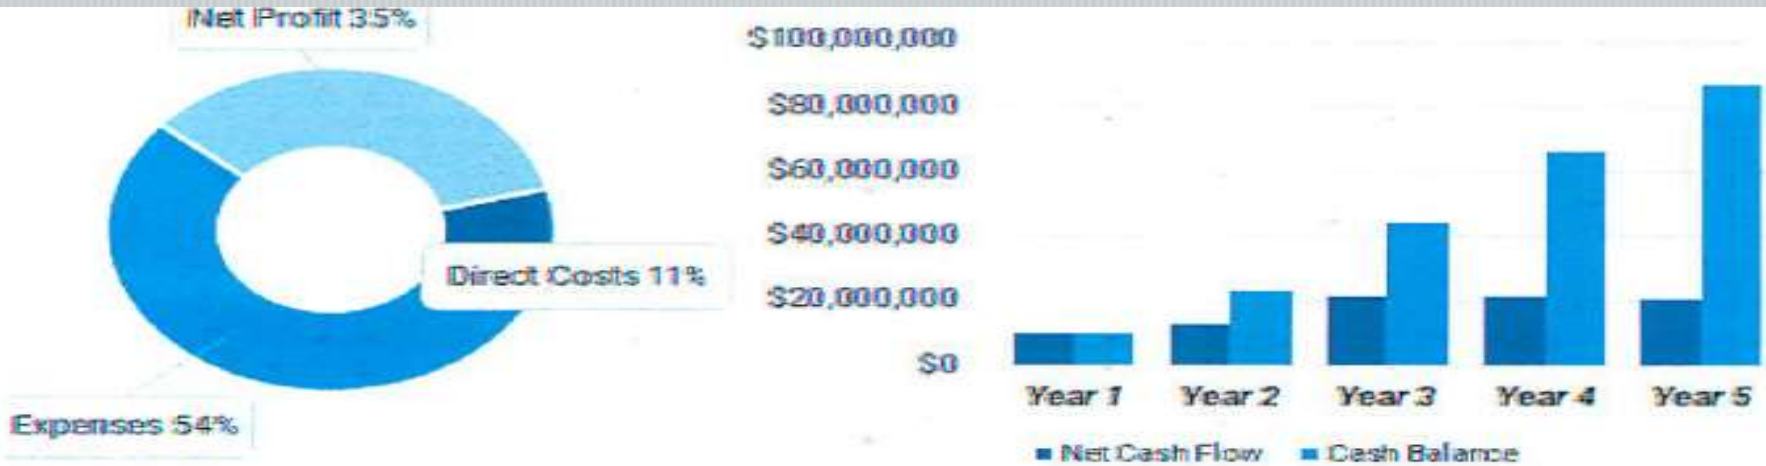 Net Profit 35%
Direct Costs 11%
Expenses 54%
$100,000,000
$80,000,000
$60,000,000
$40,000,000
$20,000,000
$0
Year 1 Year 2 Year 3 Year 4 Year 5
Net Cash Flow Cash Balance